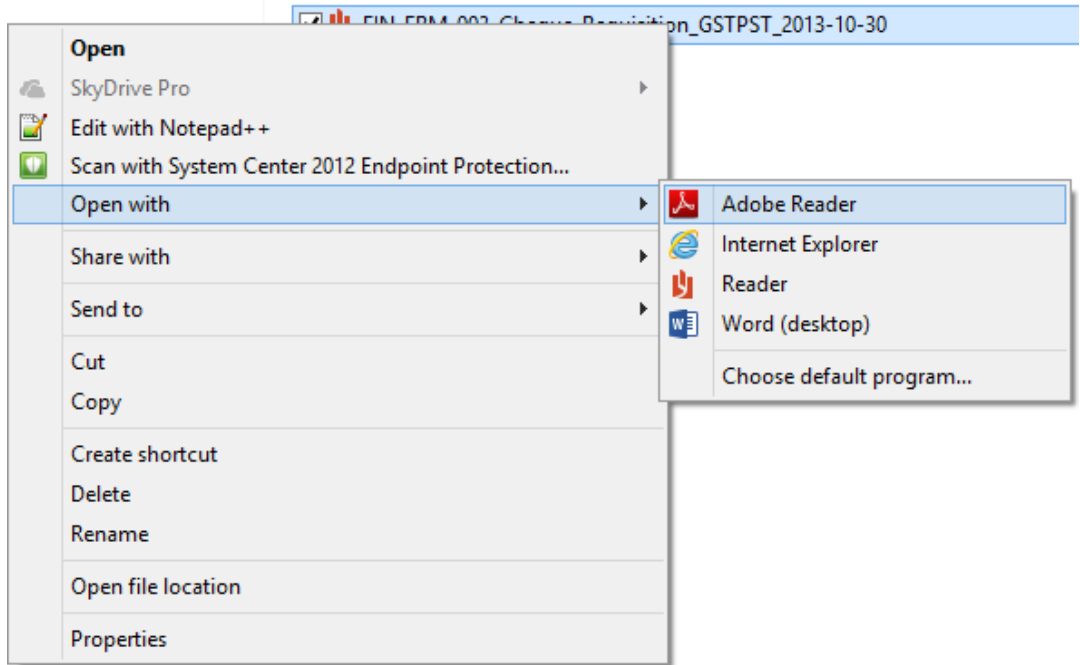 FIN_FRM_003_Cheque_Requisition_GSTPST_2013-10-30
Open
SkyDrive Pro
Edit with Notepad++
Scan with System Center 2012 Endpoint Protection...
Open with
Share with
Send to
Cut
Copy
Create shortcut
Delete
Rename
Open file location
Properties
Adobe Reader
Internet Explorer
Reader
Word (desktop)
Choose default program...